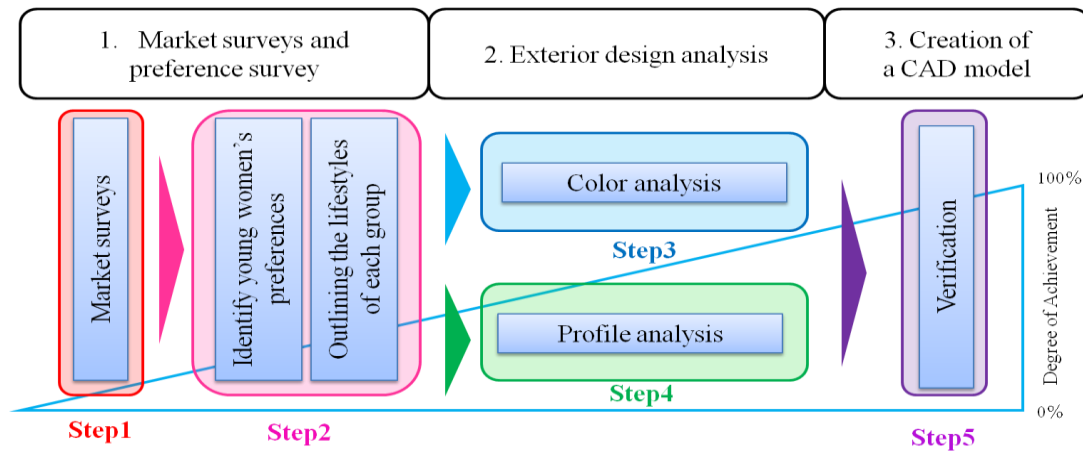 1. Market surveys and
preference survey
2. Exterior design analysis
3. Creation of
a CAD model
Market surveys
Identify young women's
preferences
Outlining the lifestyles
of each group
Color analysis
Step3
Profile analysis
Step4
Verification
100%
Degree of Achievement
0%
Step1
Step2
Step5